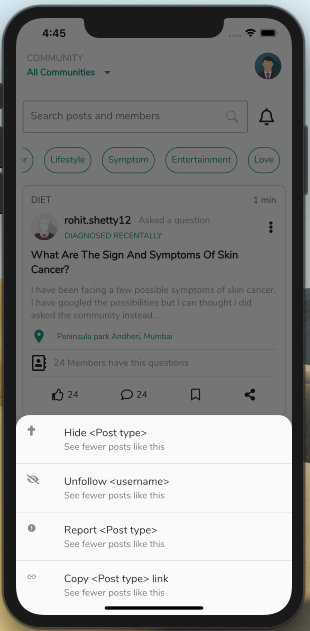 4:45
COMMUNITY
All Communities
Search posts and members
r Lifestyle Symptom Entertainment Love
DIET 1 min
rohit.shetty12 Asked a question
DIAGNOSED RECENTALLY
What Are The Sign And Symptoms Of Skin
Cancer?
I have been facing a few possible symptoms of skin cancer.
I have googled the possibilities but i can thought i did
asked the community instead...
Peninsula park Andheri, Mumbai
24 Members have this questions
24 24
Hide <Post type>
See fewer posts like this
Unfollow <username>
See fewer posts like this
Report <Post type>
See fewer posts like this
Copy <Post type> link
See fewer posts like this